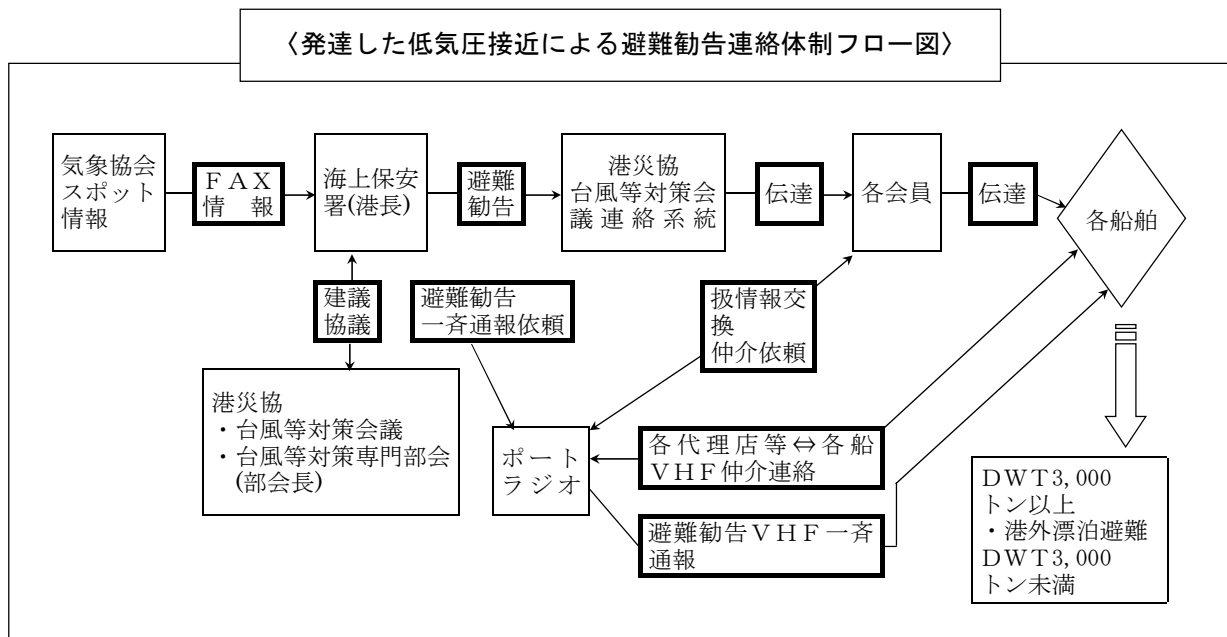 〈発達した低気圧接近による避難勧告連絡体制フロー図〉
気象協会
スポット
情報
ＦＡＸ
情　報
海上保安
署(港長)
避難
勧告
港災協
台風等対策会
議連絡系統
伝達
各会員
伝達
各船舶
建議
協議
避難勧告
一斉通報依頼
扱情報交
換
仲介依頼
港災協
・台風等対策会議
・台風等対策専門部会
(部会長)
ポート
ラジオ
各代理店等⇔各船
ＶＨＦ仲介連絡
避難勧告ＶＨＦ一斉
通報
ＤＷＴ3,000
トン以上
・港外漂泊避難
ＤＷＴ3,000
トン未満